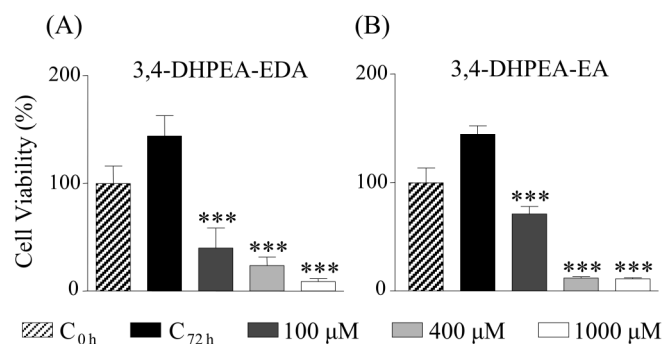 (A)
(B)
3,4-DHPEA-EDA
3,4-DHPEA-EA
Cell Viability (%)
200
100
0
***
***
***
200
100
0
***
***
***
C0 h
C72 h
100 μM
400 μM
1000 μM